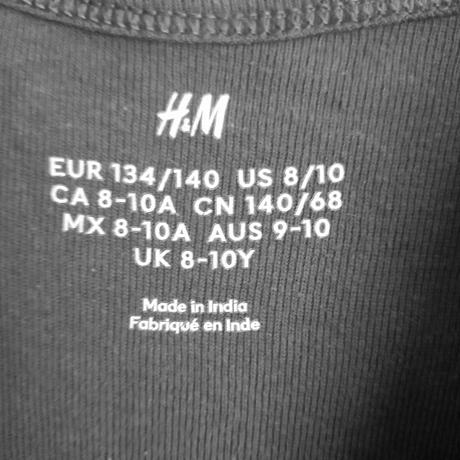 H&M
EUR 134/140 US 8/10
CA 8-10A CN 140/68
MX 8-10A AUS 9-10
UK 8-10Y
Made in India
Fabriqué en Inde